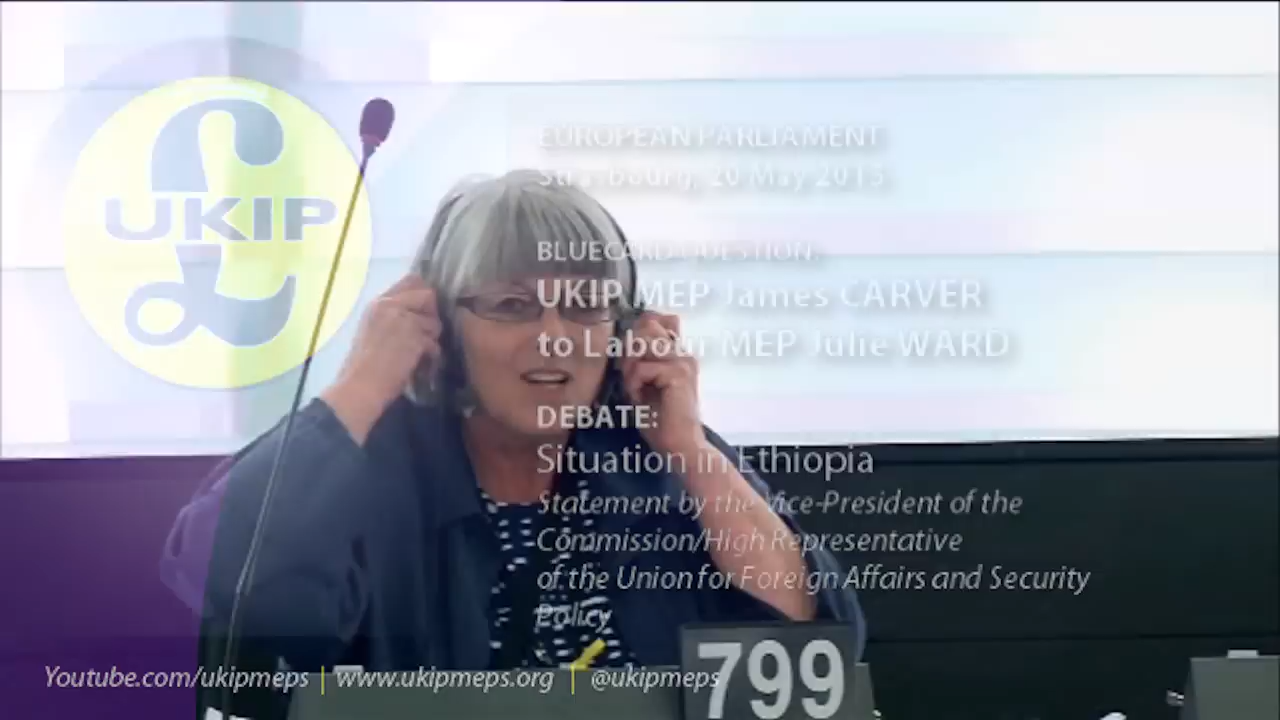 UKIP
EUROPEAN PARLIAMENT
Strasbourg, 20 May 2015
BLUECARD QUESTION:
UKIP MEP James CARVER
to Labour MEP Julie WARD
DEBATE:
Situation in Ethiopia
Statement by the Vice-President of the
Commission/High Representative
of the Union for Foreign Affairs and Security
Policy
Youtube.com/ukipmeps | www.ukipmeps.org | @ukipmeps
799